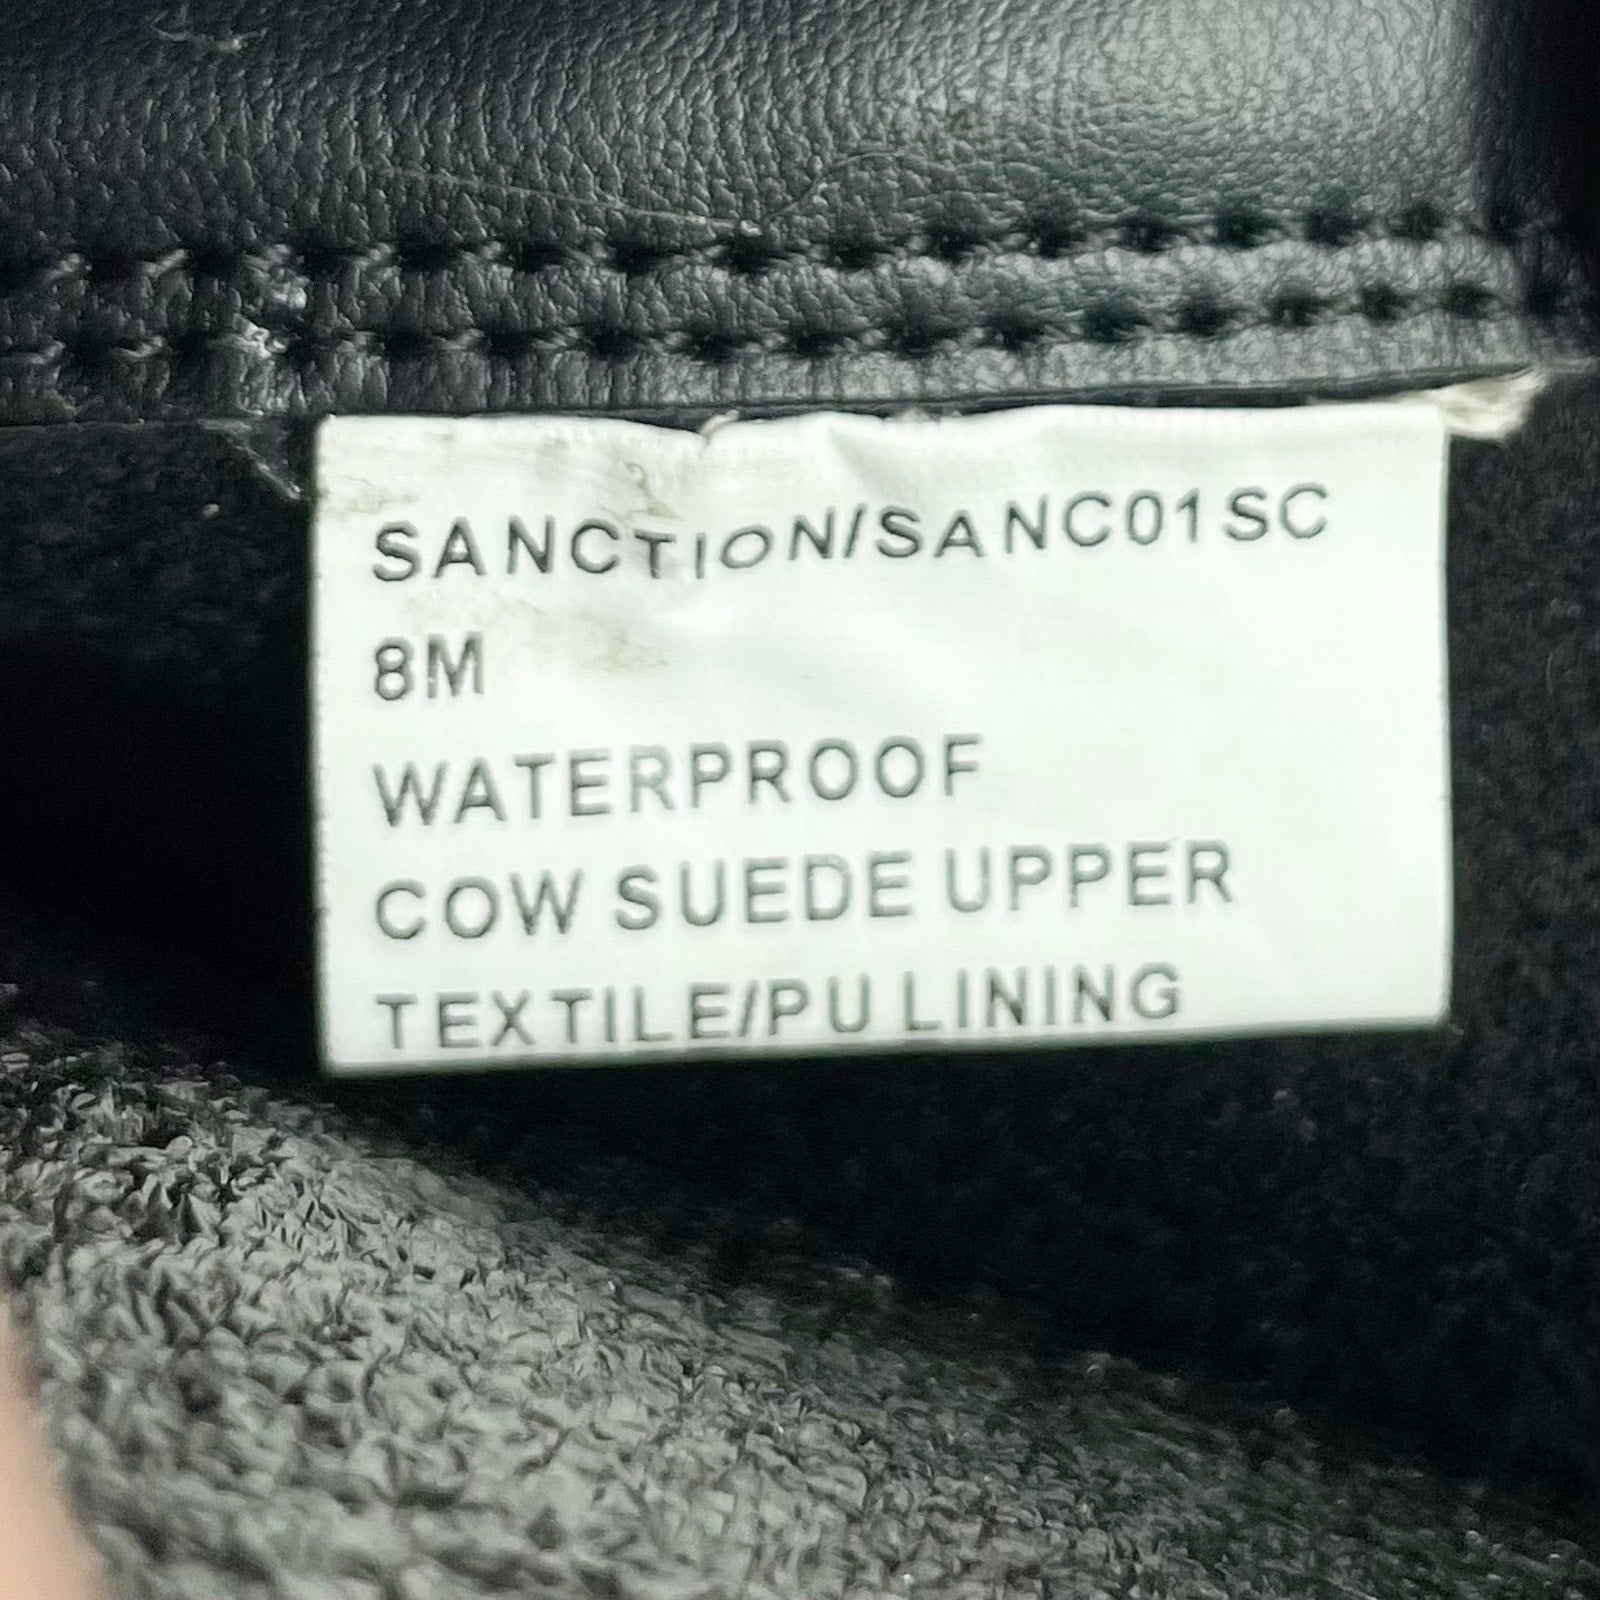 SANCTION/SANC01SC
8M
WATERPROOF
COW SUEDE UPPER
TEXTILE/PU LINING